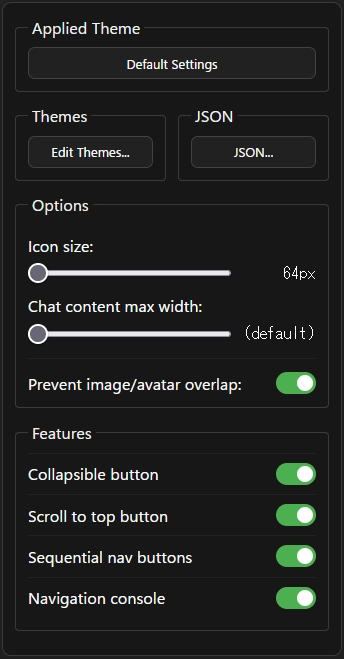 Applied Theme
Default Settings
Themes
JSON
Edit Themes...
JSON...
Options
Icon size:
64px
Chat content max width:
(default)
Prevent image/avatar overlap:
Features
Collapsible button
Scroll to top button
Sequential nav buttons
Navigation console